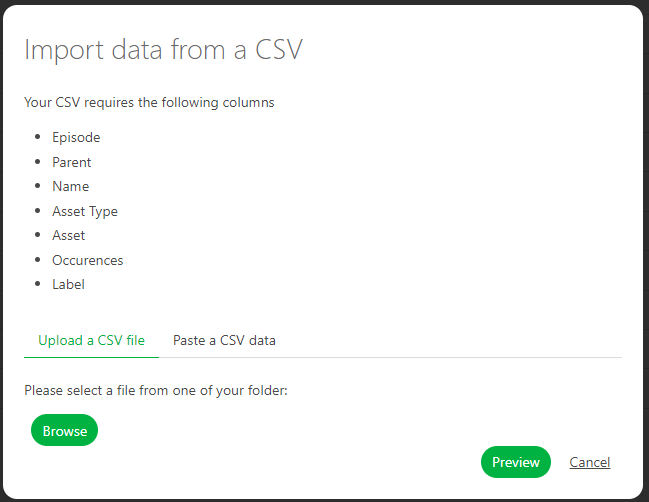 Import data from a CSV
Your CSV requires the following columns
Episode
Parent
Name
Asset Type
Asset
Occurences
Label
Upload a CSV file
Paste a CSV data
Please select a file from one of your folder:
Browse
Preview
Cancel